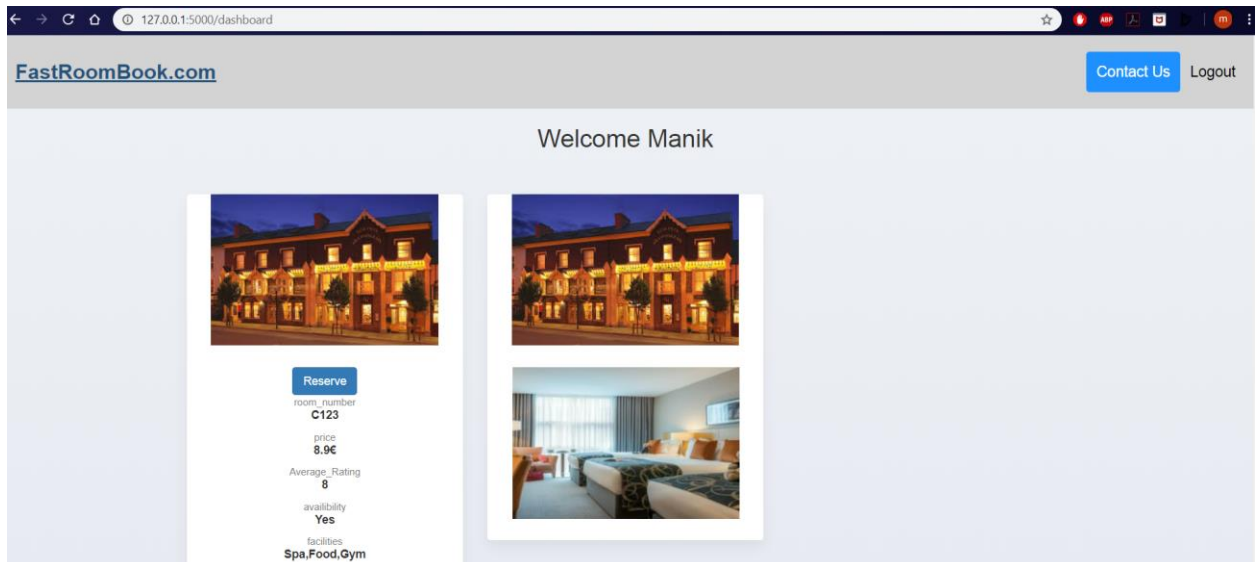 127.0.0.1:5000/dashboard
ABP
m
FastRoomBook.com
Contact Us
Logout
Welcome Manik
Reserve
room_number
C123
price
8.9€
Average_Rating
8
availibility
Yes
facilities
Spa,Food,Gym